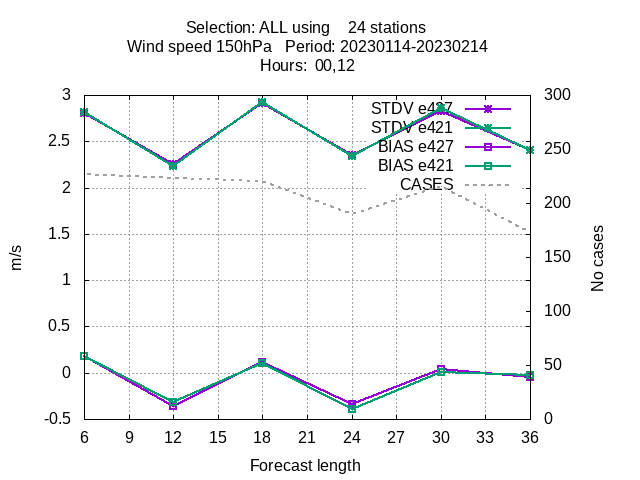 Selection: ALL using    24 stations
Wind speed 150hPa   Period: 20230114-20230214
Hours:  00,12
3
2.5
2
1.5
1
0.5
0
-0.5
m/s
300
250
200
150
100
50
0
No cases
STDV e427
STDV e421
BIAS e427
BIAS e421
CASES
6 9 12 15 18 21 24 27 30 33 36
Forecast length